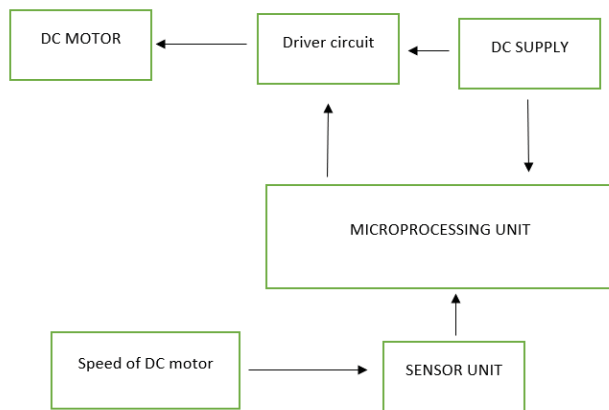 DC MOTOR
Driver circuit
DC SUPPLY
MICROPROCESSING UNIT
Speed of DC motor
SENSOR UNIT